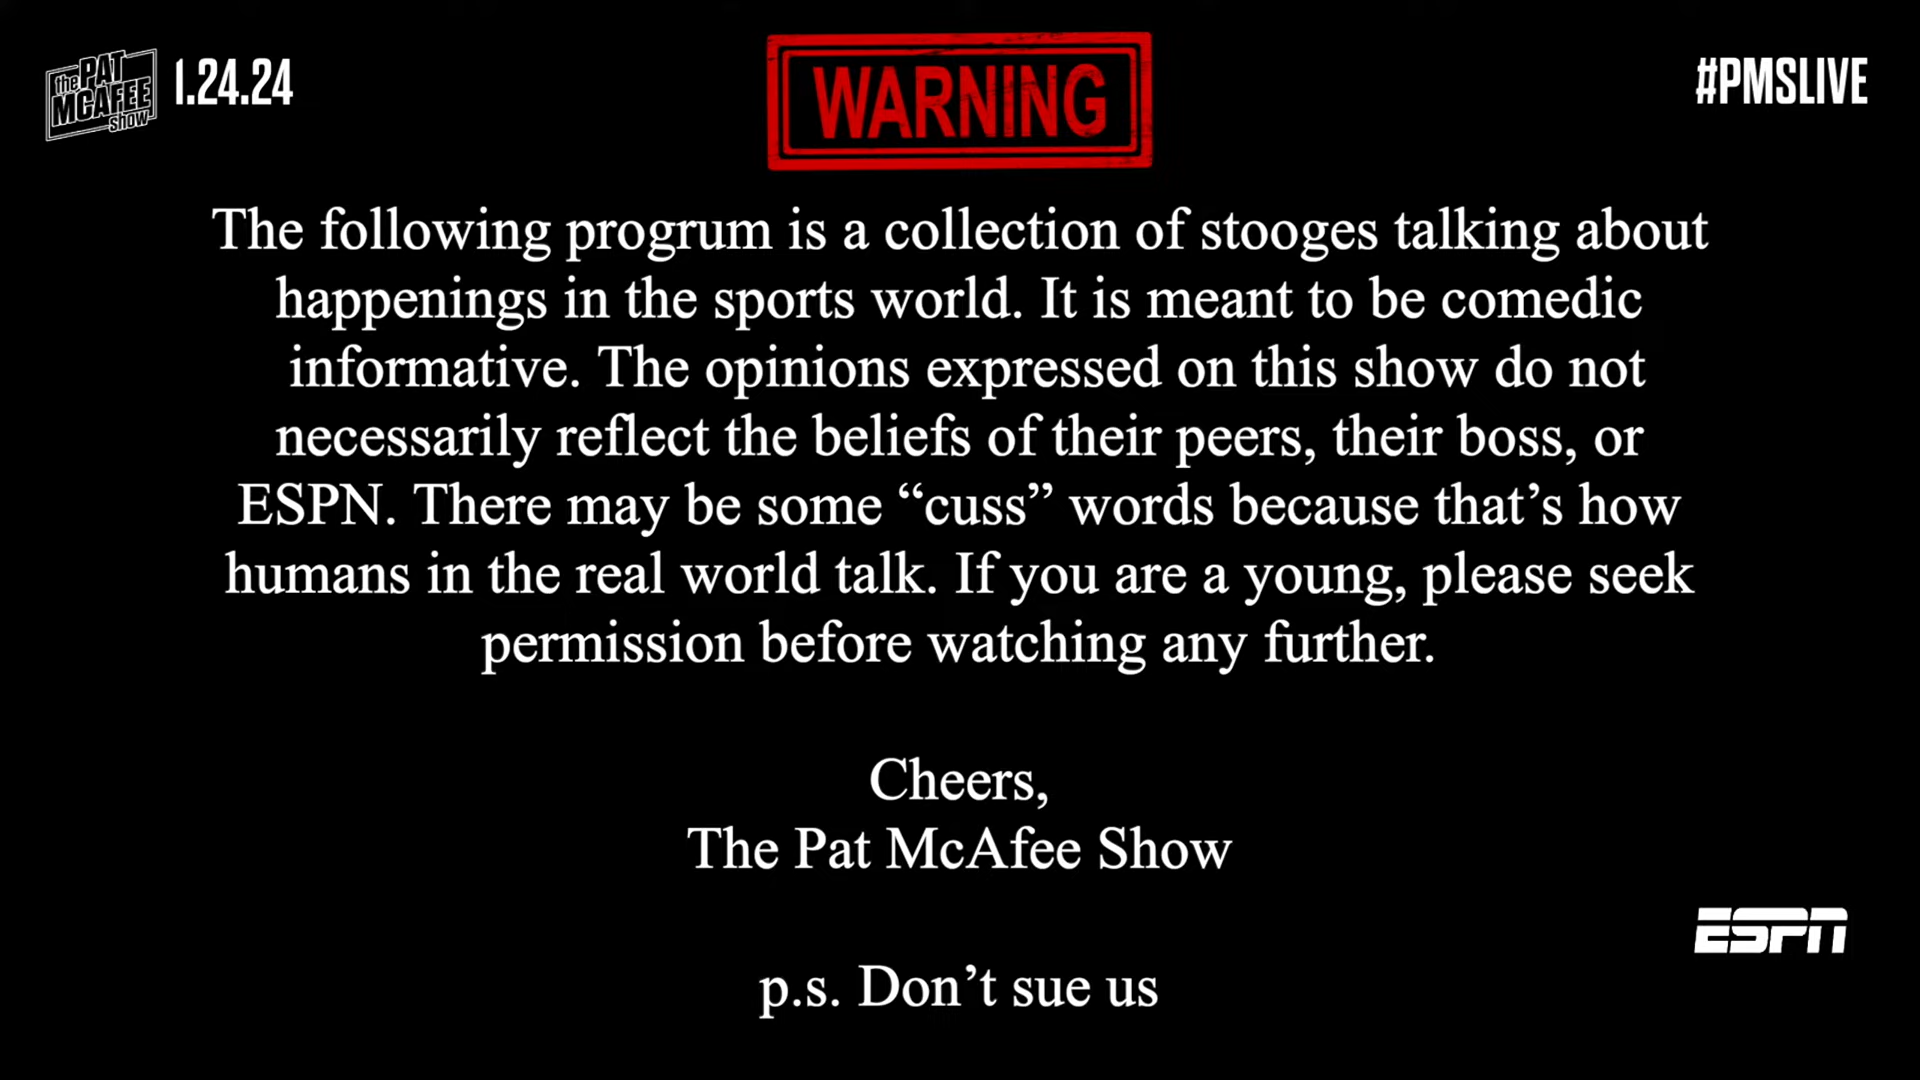 the PAT MCAFEE show
1.24.24
WARNING
#PMSLIVE
The following progrum is a collection of stooges talking about
happenings in the sports world. It is meant to be comedic
informative. The opinions expressed on this show do not
necessarily reflect the beliefs of their peers, their boss, or
ESPN. There may be some “cuss” words because that’s how
humans in the real world talk. If you are a young, please seek
permission before watching any further.
Cheers,
The Pat McAfee Show
ESPN
p.s. Don’t sue us